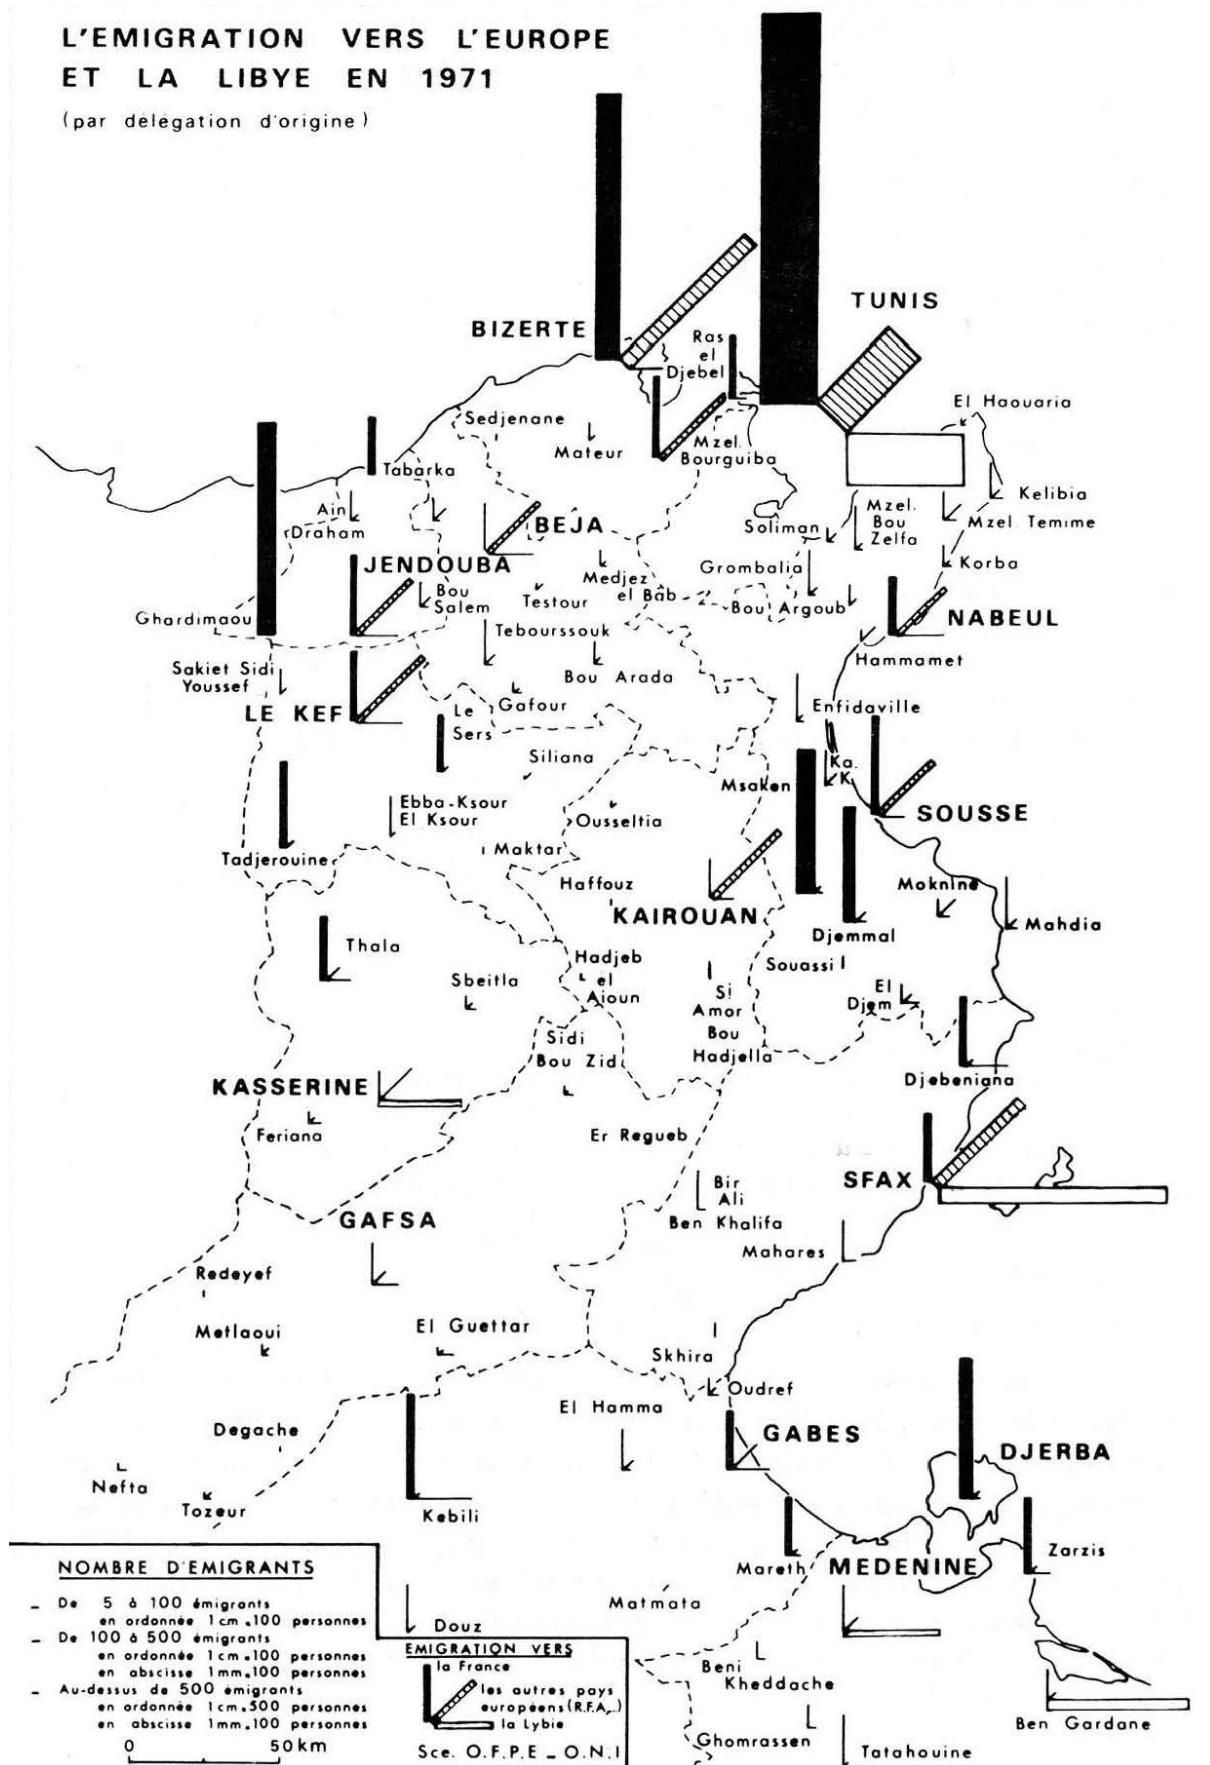 L'EMIGRATION VERS L'EUROPE
ET LA LIBYE EN 1971
(par délégation d'origine)
TUNIS
BIZERTE
Ras
el
Djebel
El Haouaria
Sedjenane
Mateur
Mzel.
Bourguiba
Tabarka
Kelibia
Ain
Draham
BEJA
Soliman
Mzel.
Bou
Zelfa
Mzel Temime
JENDOUBA
Medjez
el Bâb
Grombalia
Korba
Bou
Salem
Testour
Bou Argoub
Ghardimaou
NABEUL
Tebourssouk
Hammamet
Sakiet Sidi
Youssef
Bou Arada
LE KEF
Le
Sers
Gafour
Enfidaville
Siliana
Ka.
K.
Msaken
Ebba-Ksour
El Ksour
Ousseltia
SOUSSE
Tadjerouine
Maktar
Haffouz
Moknine
KAIROUAN
Mahdia
Djemmal
Thala
Hadjeb
el
Aioun
Souassi
Sbeitla
Si
Amor
Bou
Hadjella
El
Djem
Sidi
Bou Zid
KASSERINE
Djebeniana
Feriana
Er Regueb
SFAX
Bir
Ali
Ben Khalifa
GAFSA
Mahares
Redeyef
Metlaoui
El Guettar
Skhira
Oudref
El Hamma
Degache
GABES
DJERBA
Nefta
Tozeur
Kebili
Zarzis
Mareth
MEDENINE
Matmata
Douz
Beni
Kheddache
Ben Gardane
Ghomrassen
Tatahouine
NOMBRE D'EMIGRANTS
_ De 5 à 100 émigrants
en ordonnée 1cm.100 personnes
_ De 100 à 500 émigrants
en ordonnée 1cm.100 personnes
en abscisse 1mm.100 personnes
_ Au-dessus de 500 émigrants
en ordonnée 1cm.500 personnes
en abscisse 1mm.100 personnes
0 50 km
EMIGRATION VERS
la France
les autres pays
européens (R.F.A,..)
la Lybie
Sce. O.F.P.E _ O.N.I